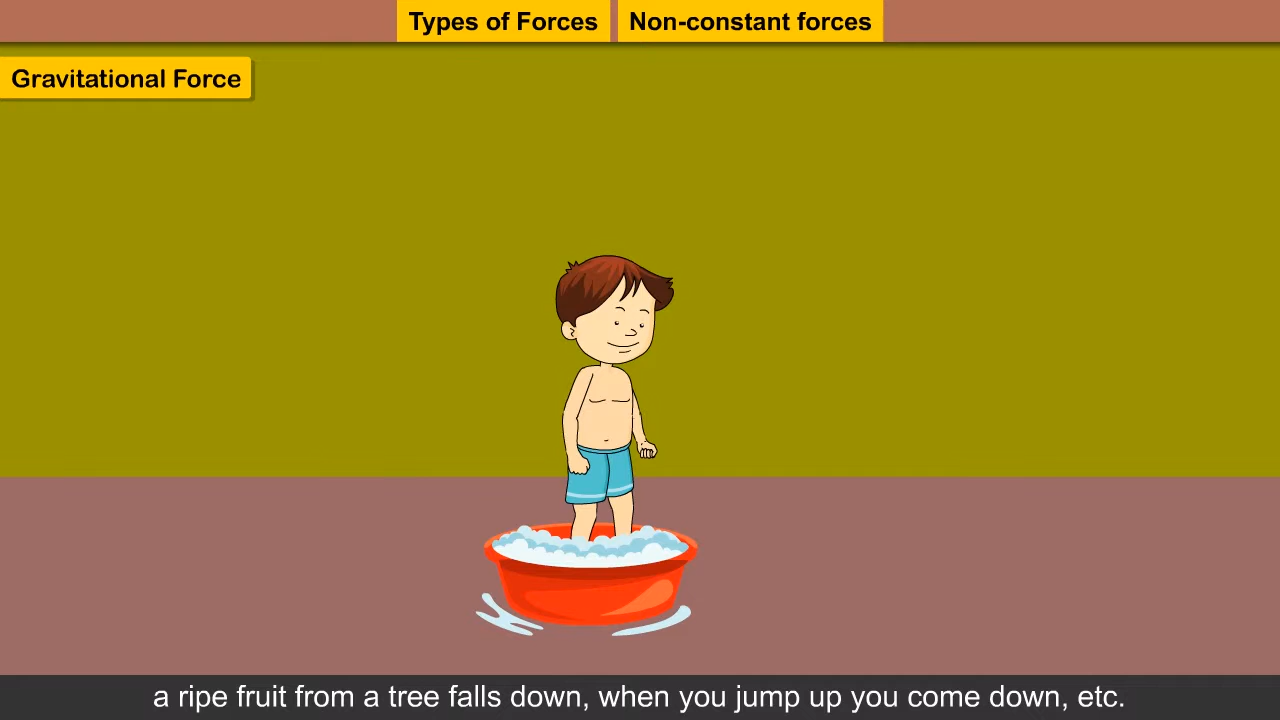 Types of Forces
Non-constant forces
Gravitational Force
a ripe fruit from a tree falls down, when you jump up you come down, etc.